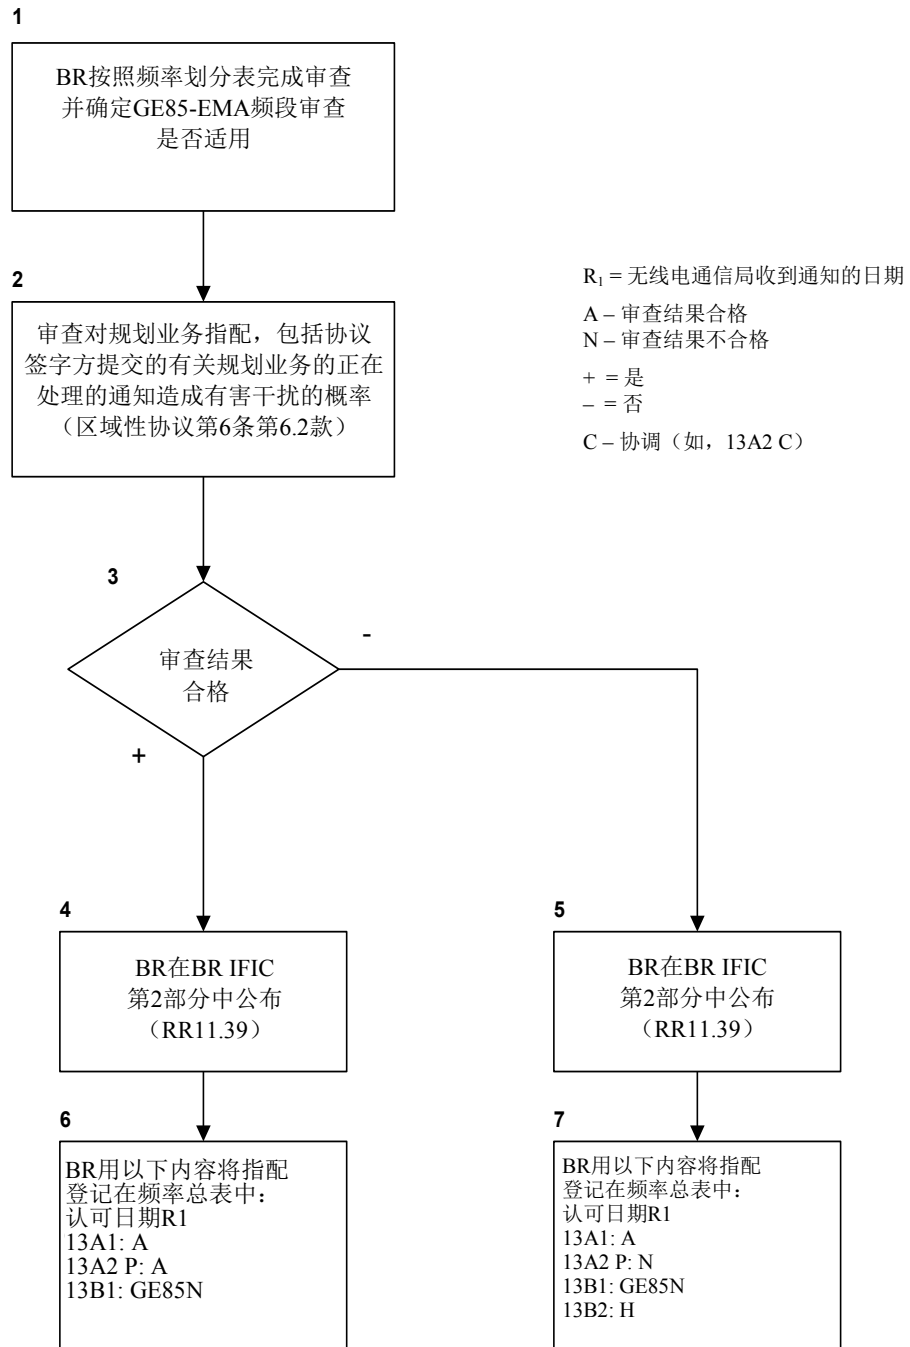 1
BR按照频率划分表完成审查
并确定GE85-EMA频段审查
是否适用
2
审查对规划业务指配，包括协议
签字方提交的有关规划业务的正在
处理的通知造成有害干扰的概率
（区域性协议第6条第6.2款）
R₁ = 无线电通信局收到通知的日期
A – 审查结果合格
N – 审查结果不合格
+ = 是
– = 否
C – 协调（如，13A2 C）
3
审查结果
合格
-
+
4
BR在BR IFIC
第2部分中公布
（RR11.39）
5
BR在BR IFIC
第2部分中公布
（RR11.39）
6
BR用以下内容将指配
登记在频率总表中：
认可日期R1
13A1: A
13A2 P: A
13B1: GE85N
7
BR用以下内容将指配
登记在频率总表中：
认可日期R1
13A1: A
13A2 P: N
13B1: GE85N
13B2: H